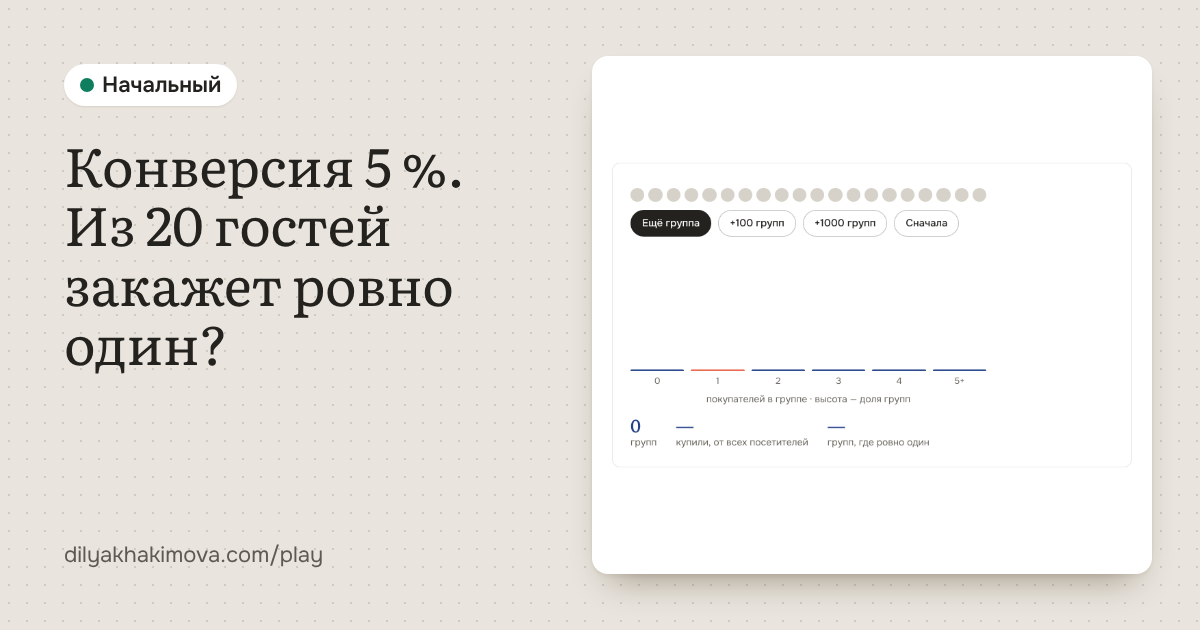 Начальный
Конверсия 5 %.
Из 20 гостей
закажет ровно
один?
dilyakhakimova.com/play
Ещё группа +100 групп +1000 групп Сначала
0 1 2 3 4 5+
покупателей в группе · высота — доля групп
0 — —
групп купили, от всех посетителей групп, где ровно один